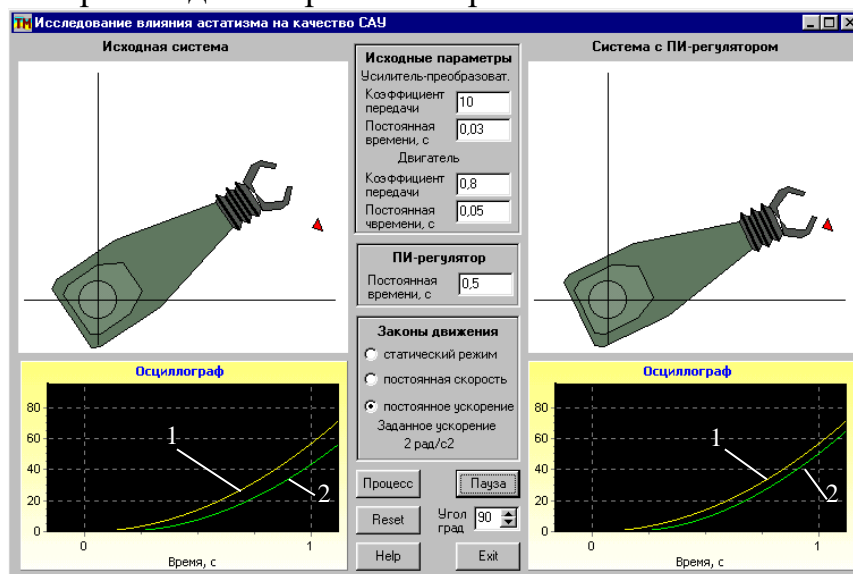 TM Исследование влияния астатизма на качество САУ
Исходная система
Исходные параметры
Усилитель-преобразоват.
Коэффициент
передачи
10
Постоянная
времени, с
0,03
Двигатель
Коэффициент
передачи
0,8
Постоянная
чвремени, с
0,05
ПИ-регулятор
Постоянная
времени, с
0,5
Законы движения
статический режим
постоянная скорость
постоянное ускорение
Заданное ускорение
2 рад/с2
Процесс
Пауза
Reset
Угол
град
90
Help
Exit
Система с ПИ-регулятором
Осциллограф
80
60
40
20
0
1
2
0
1
Время, с
Осциллограф
80
60
40
20
0
1
2
0
1
Время, с